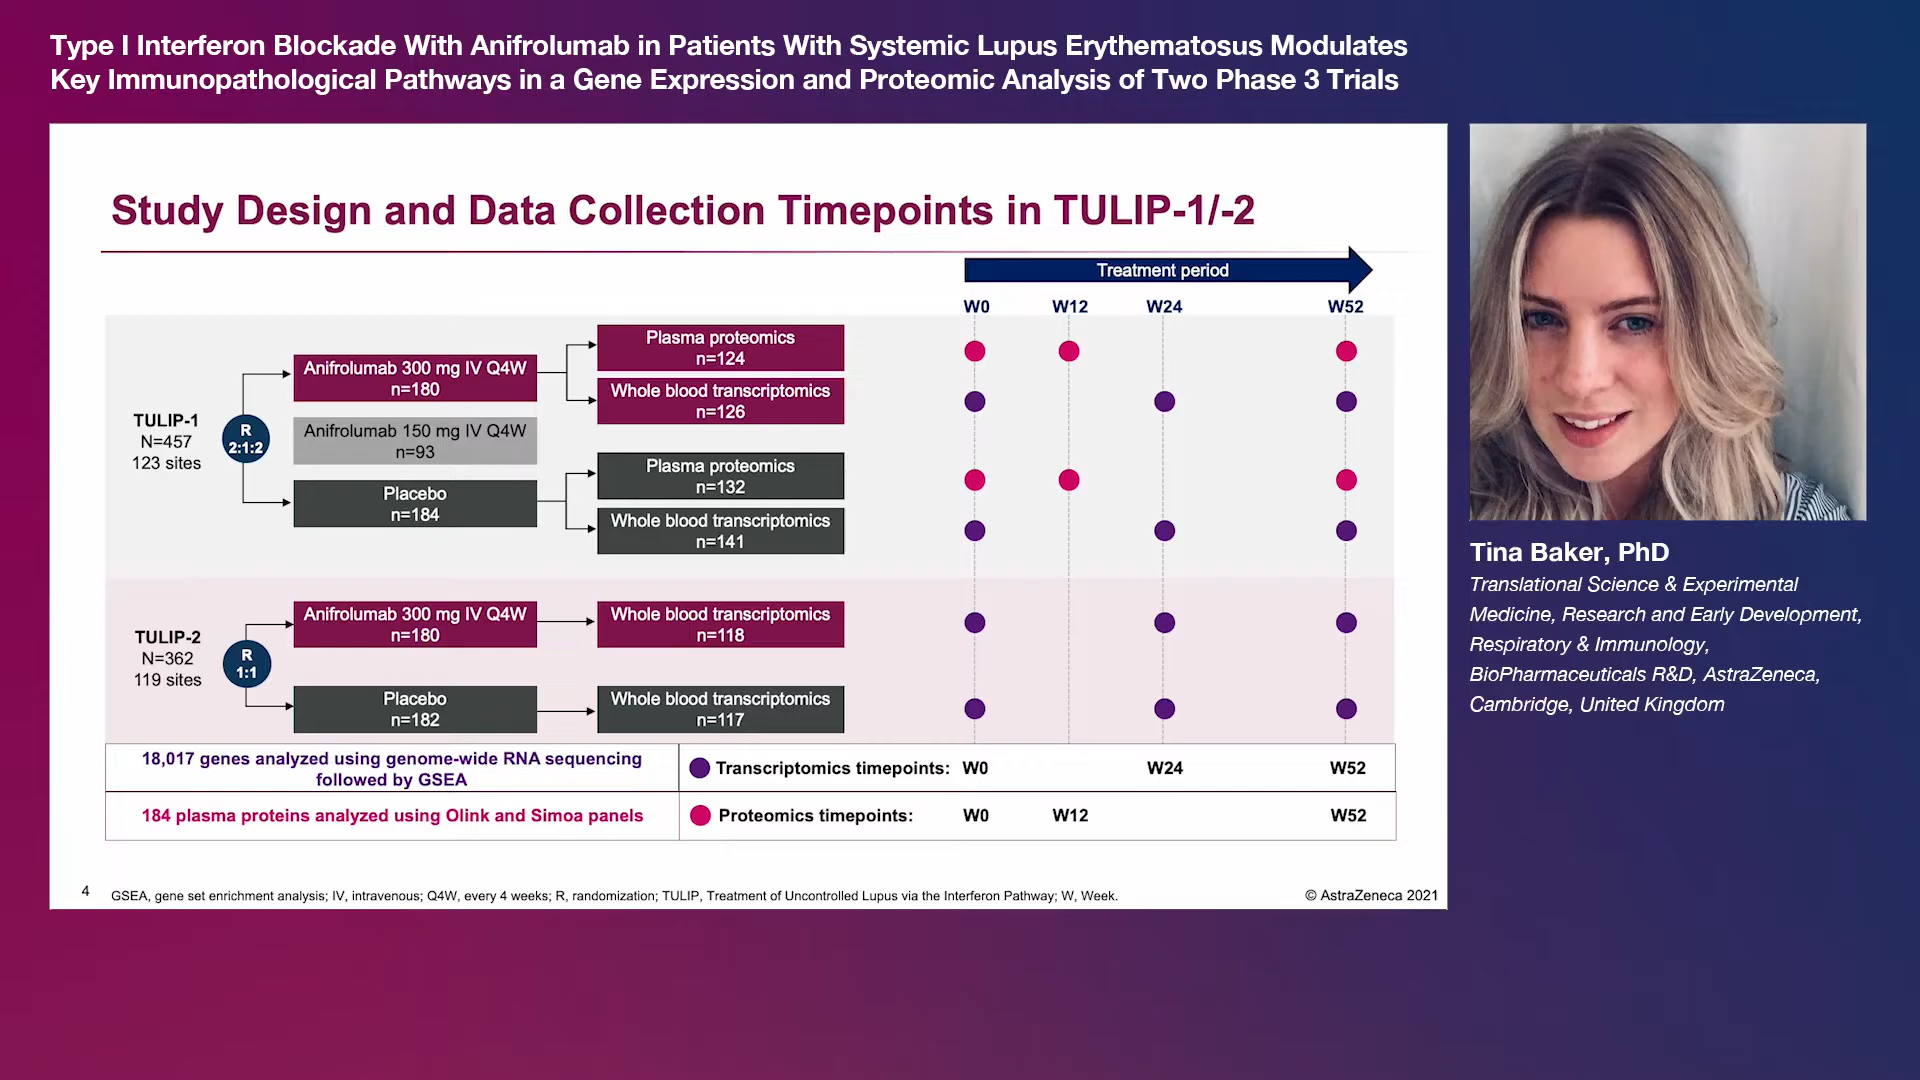 Type I Interferon Blockade With Anifrolumab in Patients With Systemic Lupus Erythematosus Modulates
Key Immunopathological Pathways in a Gene Expression and Proteomic Analysis of Two Phase 3 Trials
Study Design and Data Collection Timepoints in TULIP-1/-2
Treatment period
W0 W12 W24 W52
TULIP-1
N=457
123 sites
R
2:1:2
Anifrolumab 300 mg IV Q4W
n=180
Anifrolumab 150 mg IV Q4W
n=93
Placebo
n=184
Plasma proteomics
n=124
Whole blood transcriptomics
n=126
Plasma proteomics
n=132
Whole blood transcriptomics
n=141
TULIP-2
N=362
119 sites
R
1:1
Anifrolumab 300 mg IV Q4W
n=180
Placebo
n=182
Whole blood transcriptomics
n=118
Whole blood transcriptomics
n=117
18,017 genes analyzed using genome-wide RNA sequencing
followed by GSEA
Transcriptomics timepoints: W0 W24 W52
184 plasma proteins analyzed using Olink and Simoa panels
Proteomics timepoints: W0 W12 W52
4
GSEA, gene set enrichment analysis; IV, intravenous; Q4W, every 4 weeks; R, randomization; TULIP, Treatment of Uncontrolled Lupus via the Interferon Pathway; W, Week.
© AstraZeneca 2021
Tina Baker, PhD
Translational Science & Experimental
Medicine, Research and Early Development,
Respiratory & Immunology,
BioPharmaceuticals R&D, AstraZeneca,
Cambridge, United Kingdom